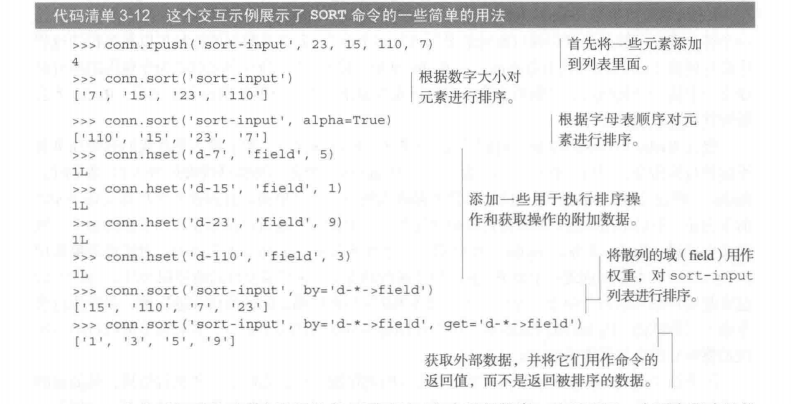 代码清单 3-12 这个交互示例展示了 SORT 命令的一些简单的用法
>>> conn.rpush('sort-input', 23, 15, 110, 7)
首先将一些元素添加
到列表里面。
4
>>> conn.sort('sort-input')
根据数字大小对
元素进行排序。
['7', '15', '23', '110']
>>> conn.sort('sort-input', alpha=True)
根据字母表顺序对元
素进行排序。
['110', '15', '23', '7']
>>> conn.hset('d-7', 'field', 5)
1L
>>> conn.hset('d-15', 'field', 1)
1L
>>> conn.hset('d-23', 'field', 9)
1L
>>> conn.hset('d-110', 'field', 3)
1L
添加一些用于执行排序操
作和获取操作的附加数据。
>>> conn.sort('sort-input', by='d-*->field')
['15', '110', '7', '23']
将散列的域(field)用作
权重，对 sort-input
列表进行排序。
>>> conn.sort('sort-input', by='d-*->field', get='d-*->field')
['1', '3', '5', '9']
获取外部数据，并将它们用作命令的
返回值，而不是返回被排序的数据。